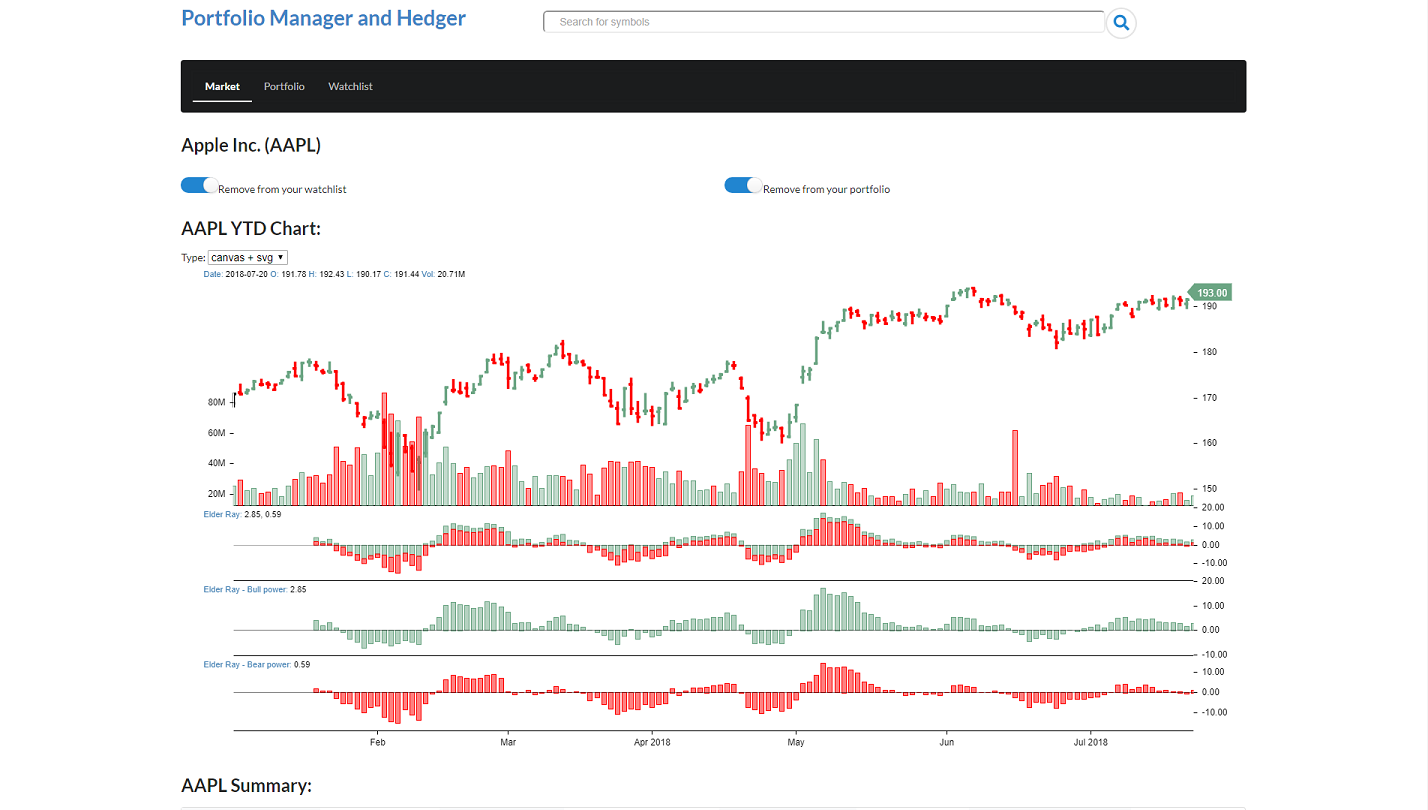 Portfolio Manager and Hedger
Search for symbols
Market Portfolio Watchlist
Apple Inc. (AAPL)
Remove from your watchlist Remove from your portfolio
AAPL YTD Chart:
Type: canvas + svg
Date: 2018-07-20 O: 191.78 H: 192.43 L: 190.17 C: 191.44 Vol: 20.71M
193.00
190
180
170
160
150
80M
60M
40M
20M
Elder Ray: 2.85, 0.59
20.00
10.00
0.00
-10.00
Elder Ray - Bull power: 2.85
20.00
10.00
0.00
-10.00
Elder Ray - Bear power: 0.59
10.00
0.00
-10.00
Feb Mar Apr 2018 May Jun Jul 2018
AAPL Summary: